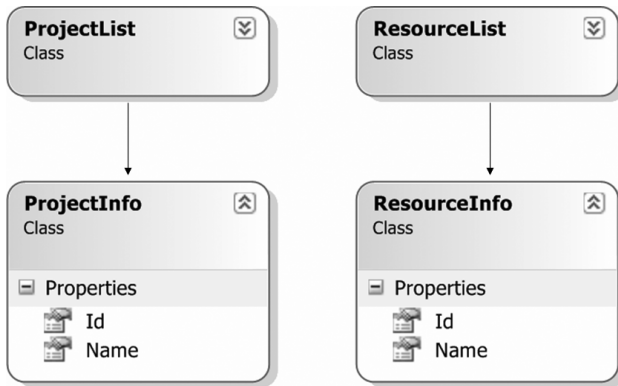 ProjectList
Class
ResourceList
Class
ProjectInfo
Class
Properties
Id
Name
ResourceInfo
Class
Properties
Id
Name